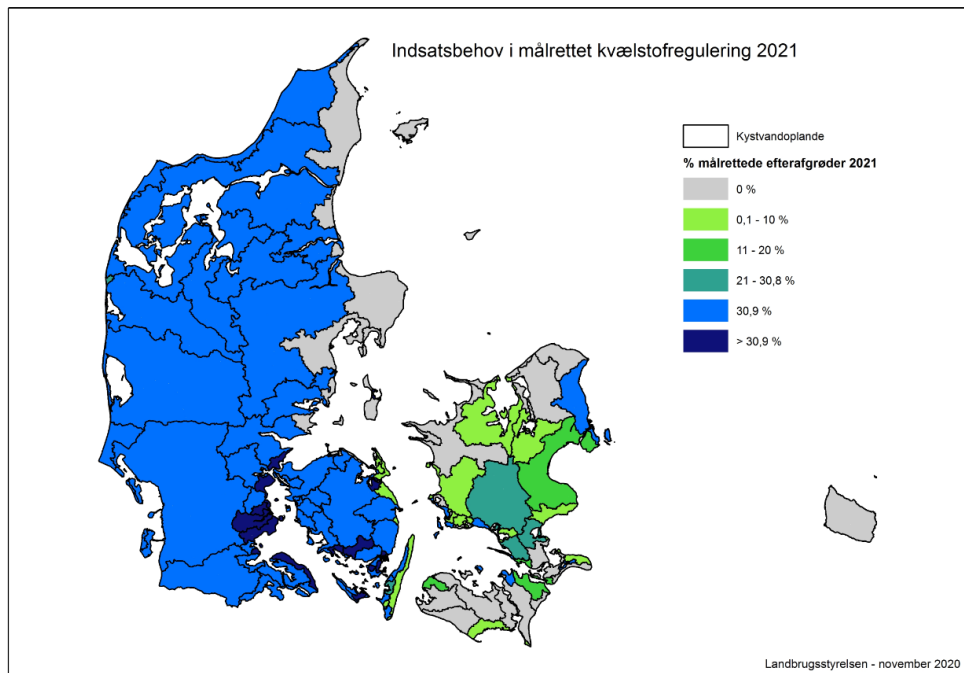 Indsatsbehov i målrettet kvælstofregulering 2021
Kystvandoplande
% målrettede efterafgrøder 2021
0 %
0,1 - 10 %
11 - 20 %
21 - 30,8 %
30,9 %
> 30,9 %
Landbrugsstyrelsen - november 2020